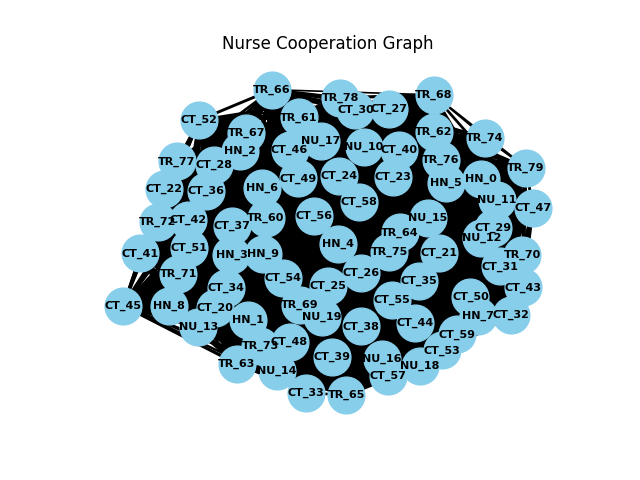 Nurse Cooperation Graph
TR_66
TR_68
TR_78
CT_30
CT_27
CT_52
TR_61
TR_67
TR_62
TR_74
NU_17
HN_2
CT_46
NU_10
CT_40
TR_76
TR_77
CT_28
TR_79
CT_24
CT_23
CT_49
HN_5
HN_0
CT_22
CT_36
HN_6
CT_58
NU_11
CT_47
TR_72
CT_42
CT_37
TR_60
CT_56
NU_15
TR_64
CT_29
NU_12
CT_41
CT_51
HN_3
HN_9
HN_4
TR_75
CT_21
TR_70
TR_71
CT_54
CT_26
CT_31
CT_34
CT_25
CT_35
CT_43
CT_45
HN_8
CT_20
TR_69
CT_55
CT_50
NU_13
HN_1
NU_19
CT_38
CT_44
HN_7
CT_32
CT_48
CT_59
CT_53
TR_63
NU_14
CT_39
NU_16
NU_18
CT_57
CT_33
TR_65